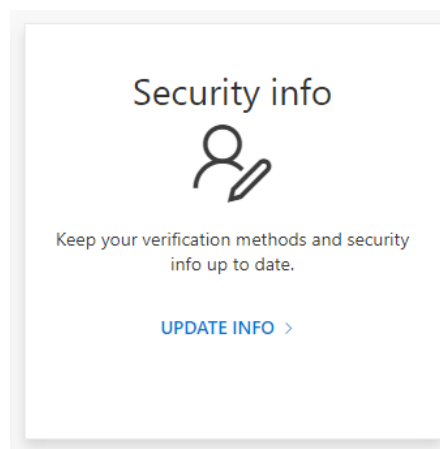 Security info
Keep your verification methods and security
info up to date.
UPDATE INFO >